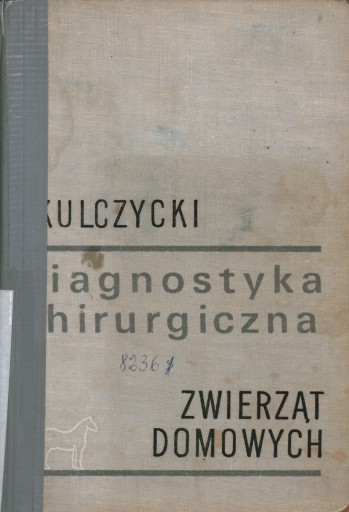 KULCZYCKI
iagnostyka
hirurgiczna
8236
ZWIERZĄT
DOMOWYCH